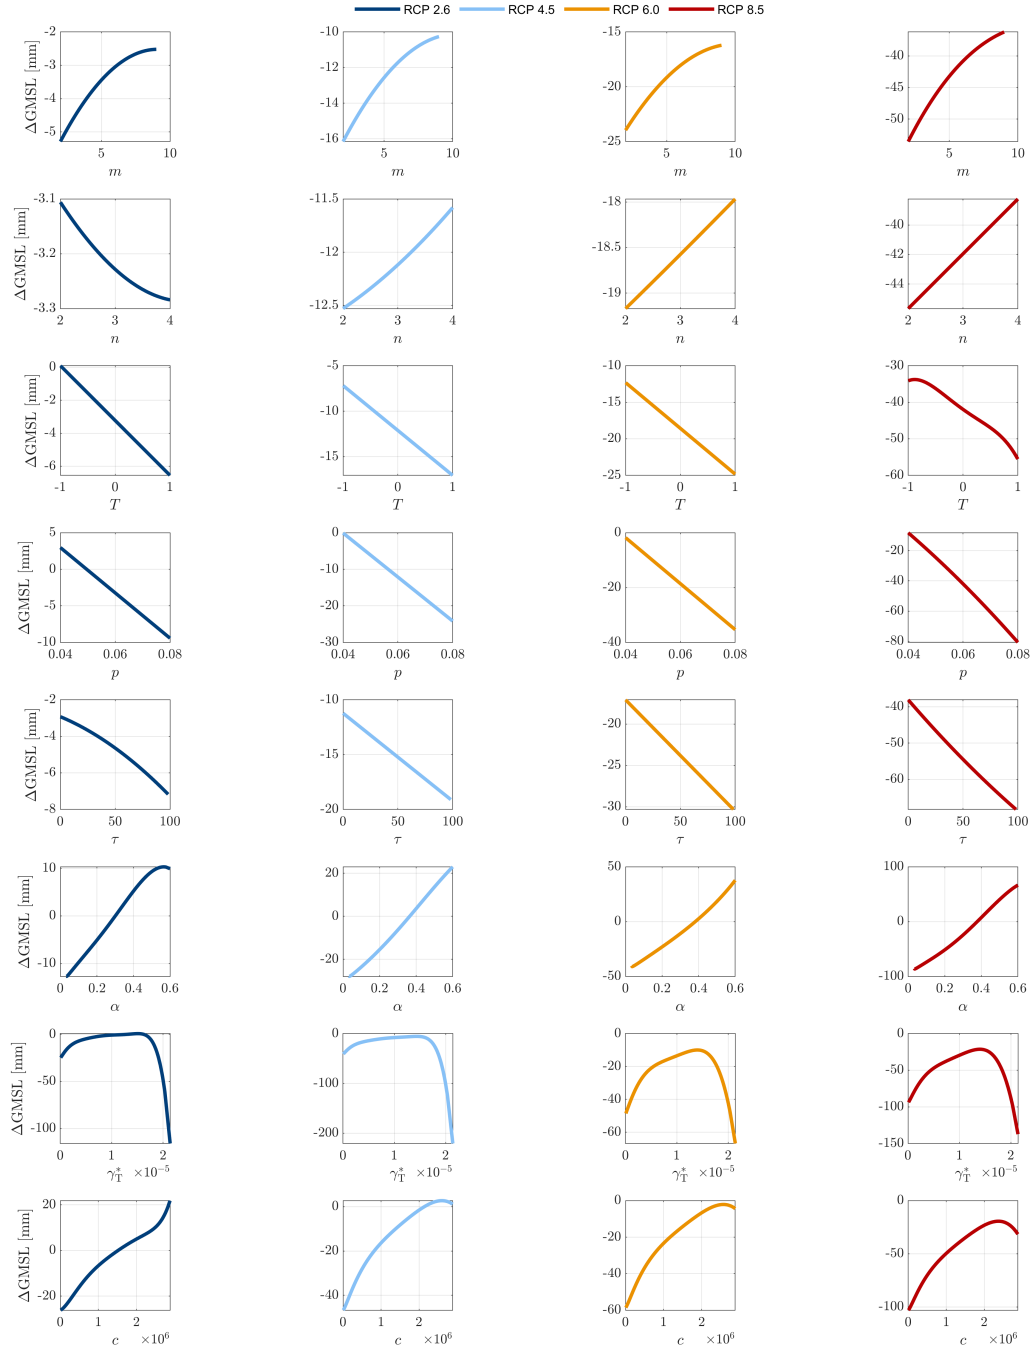 RCP 2.6 RCP 4.5 RCP 6.0 RCP 8.5
ΔGMSL [mm] -2 -3 -4 -5 5 10 m
-10 -12 -14 -16 5 10 m
-15 -20 -25 5 10 m
-40 -45 -50 5 10 m
ΔGMSL [mm] -3.1 -3.2 -3.3 2 3 4 n
-11.5 -12 -12.5 2 3 4 n
-18 -18.5 -19 2 3 4 n
-40 -42 -44 2 3 4 n
ΔGMSL [mm] 0 -2 -4 -6 -1 0 1 T
-5 -10 -15 -1 0 1 T
-10 -15 -20 -25 -1 0 1 T
-30 -40 -50 -60 -1 0 1 T
ΔGMSL [mm] 5 0 -5 -10 0.04 0.06 0.08 p
0 -10 -20 -30 0.04 0.06 0.08 p
0 -20 -40 0.04 0.06 0.08 p
-20 -40 -60 -80 0.04 0.06 0.08 p
ΔGMSL [mm] -2 -4 -6 -8 0 50 100 τ
-10 -15 -20 0 50 100 τ
-20 -25 -30 0 50 100 τ
-40 -50 -60 0 50 100 τ
ΔGMSL [mm] 10 0 -10 0 0.2 0.4 0.6 α
20 0 -20 0 0.2 0.4 0.6 α
50 0 -50 0 0.2 0.4 0.6 α
100 0 -100 0 0.2 0.4 0.6 α
ΔGMSL [mm] 0 -50 -100 0 1 2 γ*T ×10−5
0 -100 -200 0 1 2 γ*T ×10−5
0 -20 -40 -60 0 1 2 γ*T ×10−5
0 -50 -100 -150 0 1 2 γ*T ×10−5
ΔGMSL [mm] 20 0 -20 0 1 2 c ×106
0 -20 -40 0 1 2 c ×106
0 -20 -40 -60 0 1 2 c ×106
0 -50 -100 0 1 2 c ×106